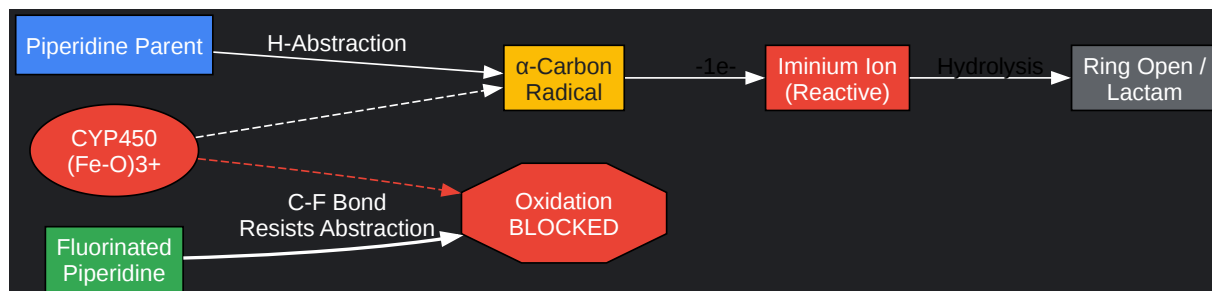 Piperidine Parent
H-Abstraction
α-Carbon
Radical
-1e-
Iminium Ion
(Reactive)
Hydrolysis
Ring Open /
Lactam
CYP450
(Fe-O)3+
C-F Bond
Resists Abstraction
Oxidation
BLOCKED
Fluorinated
Piperidine